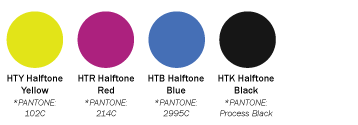 HTY Halftone Yellow
*PANTONE:
102C
HTR Halftone Red
*PANTONE:
214C
HTB Halftone Blue
*PANTONE:
2995C
HTK Halftone Black
*PANTONE:
Process Black